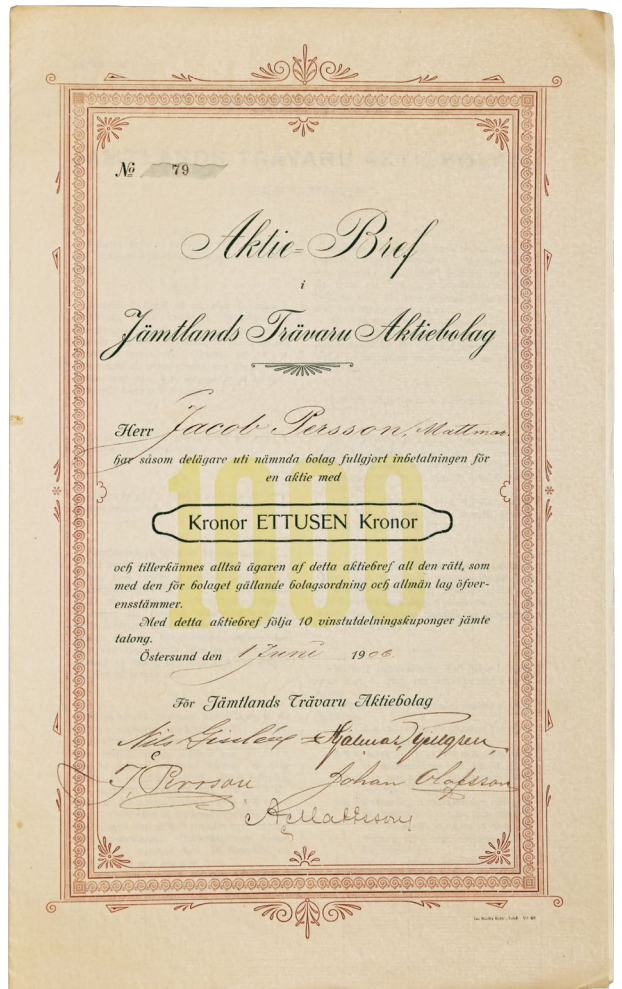 № 79
Aktie-Bref
i
Jämtlands Trävaru Aktiebolag
Herr Jacob Persson, Mattmar.
har såsom delägare uti nämnda bolag fullgjort inbetalningen för
en aktie med
1000
Kronor ETTUSEN Kronor
och tillerkännes alltså ägaren af detta aktiebref all den rätt, som
med den för bolaget gällande bolagsordning och allmän lag öfver-
ensstämmer.
Med detta aktiebref följa 10 vinstutdelningskuponger jämte
talong.
Östersund den 1 Juni 1906
För Jämtlands Trävaru Aktiebolag
Nils Hjalmar
J. Persson Johan Olofsson
A. Mattsson